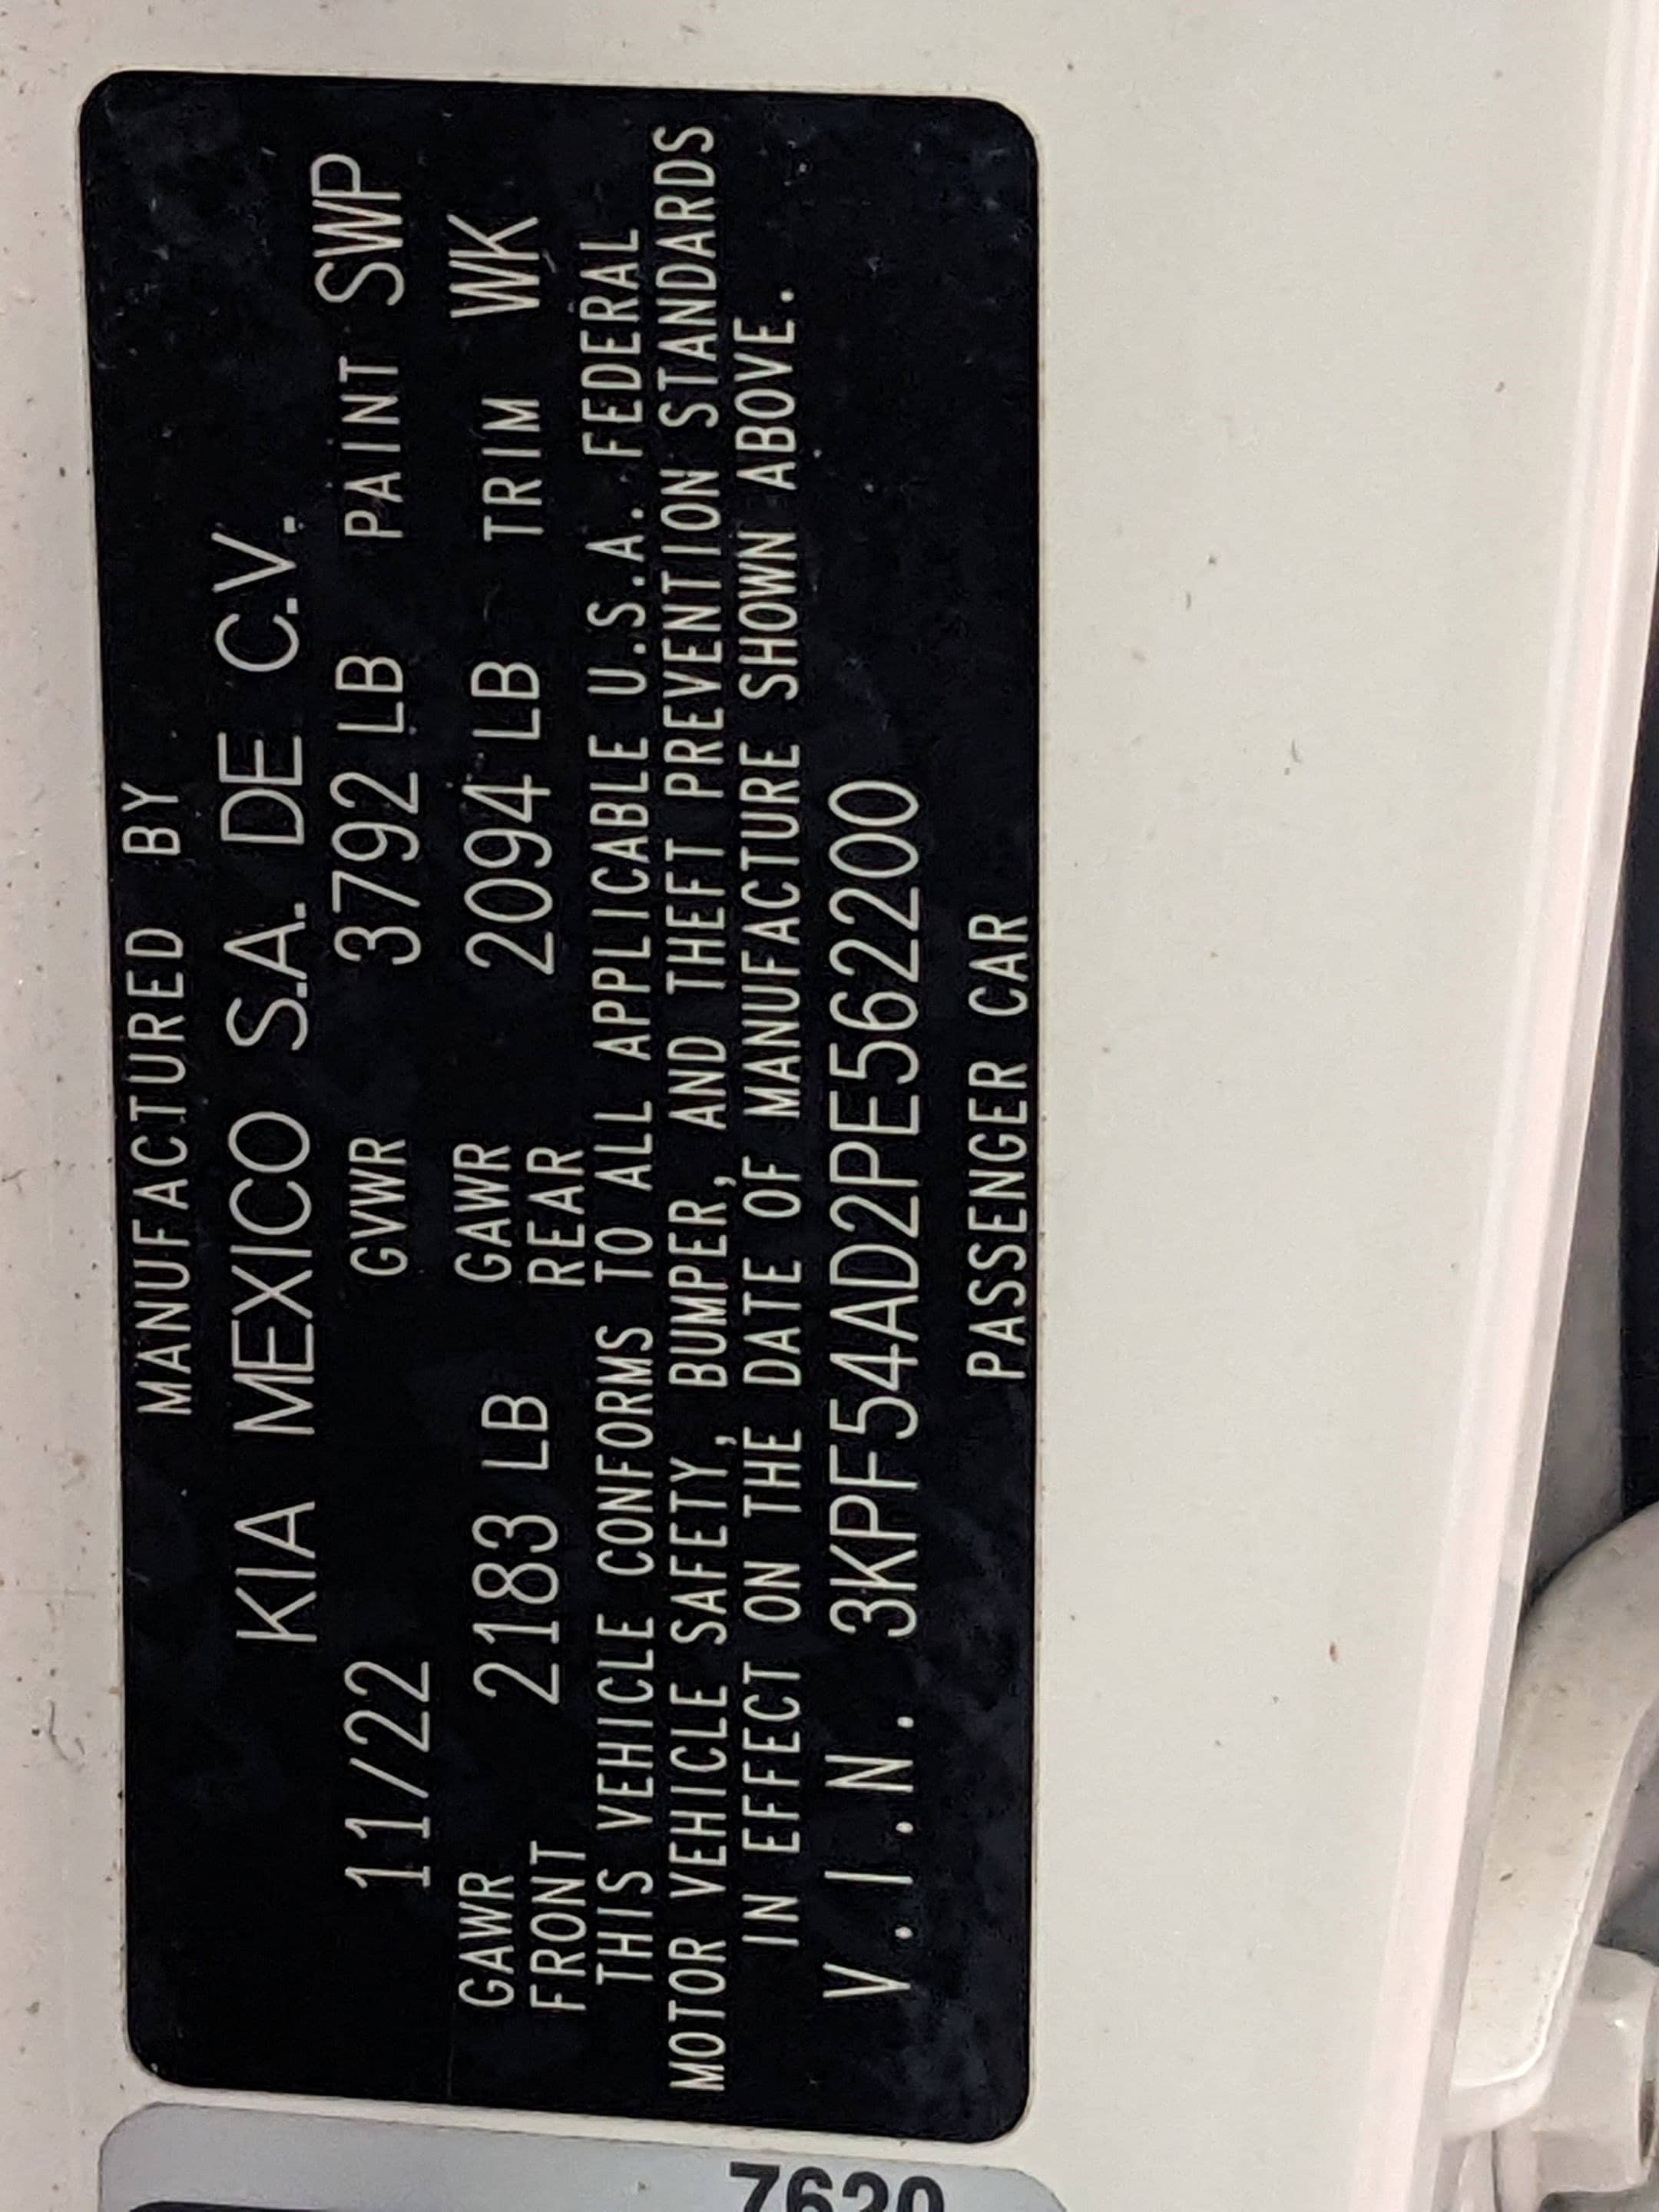 MANUFACTURED BY
KIA MEXICO S.A. DE C.V.
11/22 GVWR 3792 LB PAINT SWP
GAWR FRONT 2183 LB GAWR REAR 2094 LB TRIM WK
THIS VEHICLE CONFORMS TO ALL APPLICABLE U.S.A. FEDERAL
MOTOR VEHICLE SAFETY, BUMPER, AND THEFT PREVENTION STANDARDS
IN EFFECT ON THE DATE OF MANUFACTURE SHOWN ABOVE.
V.I.N. 3KPF54AD2PE562200
PASSENGER CAR